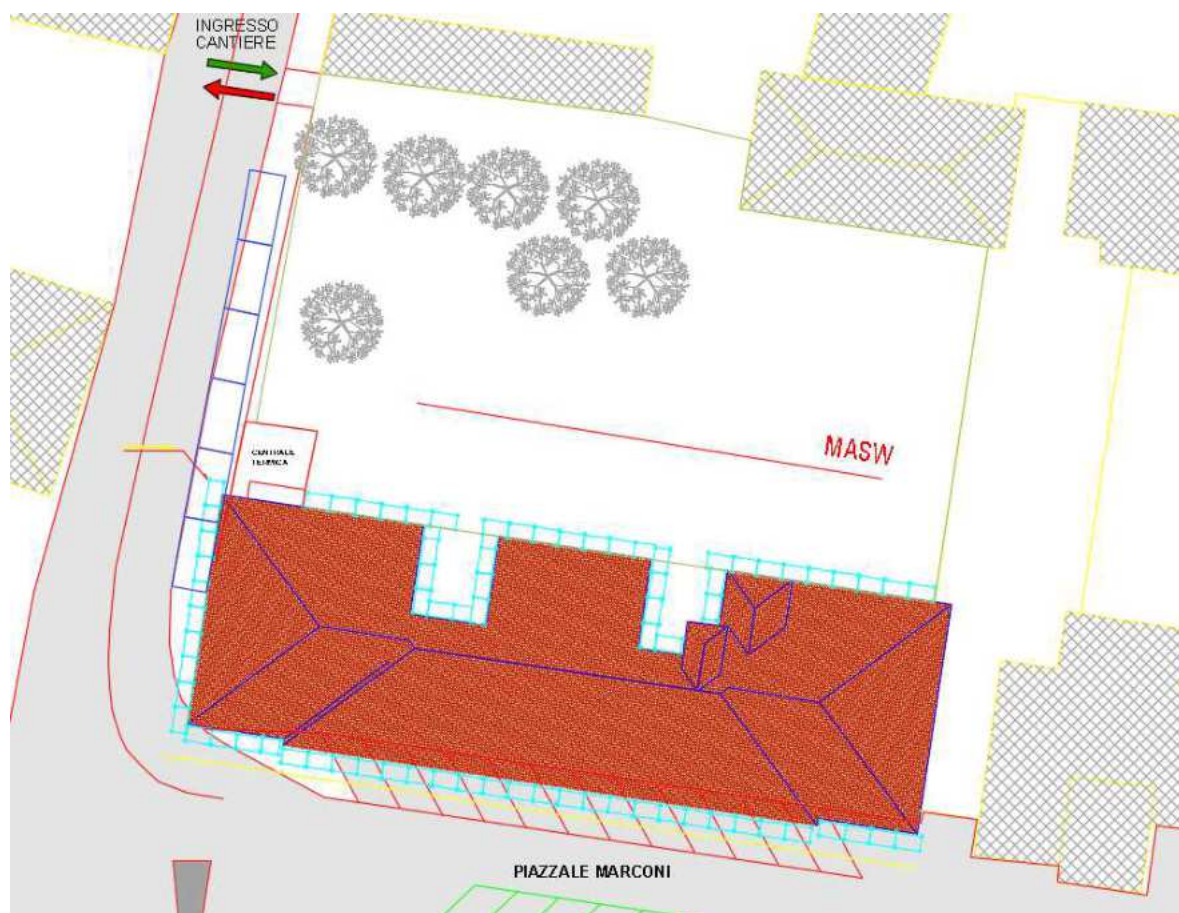 INGRESSO
CANTIERE
MASW
CENTRALE
TERMICA
PIAZZALE MARCONI